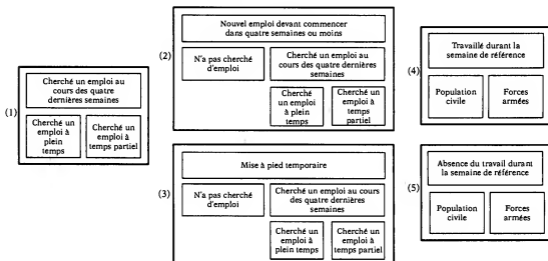 (1)
Cherché un emploi au
cours des quatre
dernières semaines
Cherché un
emploi à
plein
temps
Cherché un
emploi à
temps partiel
(2)
Nouvel emploi devant commencer
dans quatre semaines ou moins
N'a pas cherché
d'emploi
Cherché un emploi au
cours des quatre dernières
semaines
Cherché
un emploi
à plein
temps
Cherché un
emploi à
temps
partiel
(3)
Mise à pied temporaire
N'a pas cherché
d'emploi
Cherché un emploi au cours
des quatre dernières
semaines
Cherché un
emploi à
plein temps
Cherché un
emploi à
temps partiel
(4)
Travaillé durant la
semaine de référence
Population
civile
Forces
armées
(5)
Absence du travail durant
la semaine de référence
Population
civile
Forces
armées